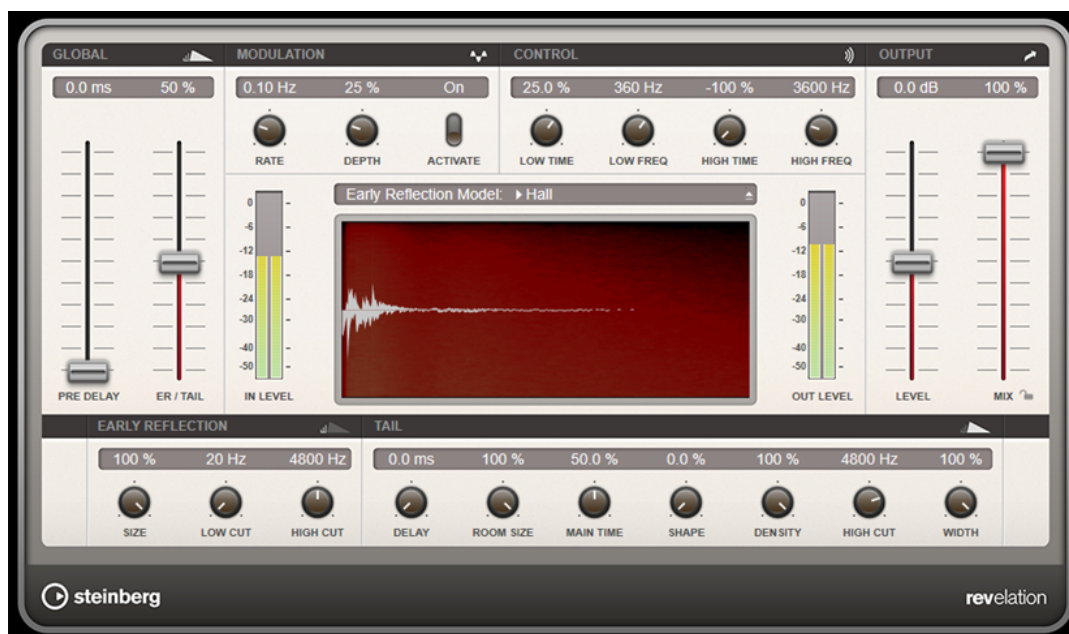 GLOBAL MODULATION CONTROL OUTPUT
0.0 ms 50 % 0.10 Hz 25 % On 25.0 % 360 Hz -100 % 3600 Hz 0.0 dB 100 %
RATE DEPTH ACTIVATE LOW TIME LOW FREQ HIGH TIME HIGH FREQ
Early Reflection Model: Hall
0 0
-6 -6
-12 -12
-18 -18
-24 -24
-30 -30
-40 -40
-50 -50
PRE DELAY ER / TAIL IN LEVEL OUT LEVEL LEVEL MIX
EARLY REFLECTION TAIL
100 % 20 Hz 4800 Hz 0.0 ms 100 % 50.0 % 0.0 % 100 % 4800 Hz 100 %
SIZE LOW CUT HIGH CUT DELAY ROOM SIZE MAIN TIME SHAPE DENSITY HIGH CUT WIDTH
steinberg revelation